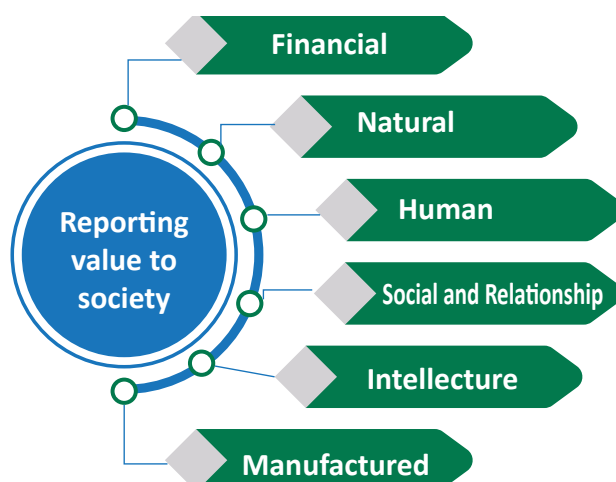 Financial
Natural
Human
Social and Relationship
Intellecture
Manufactured
Reporting
value to
society